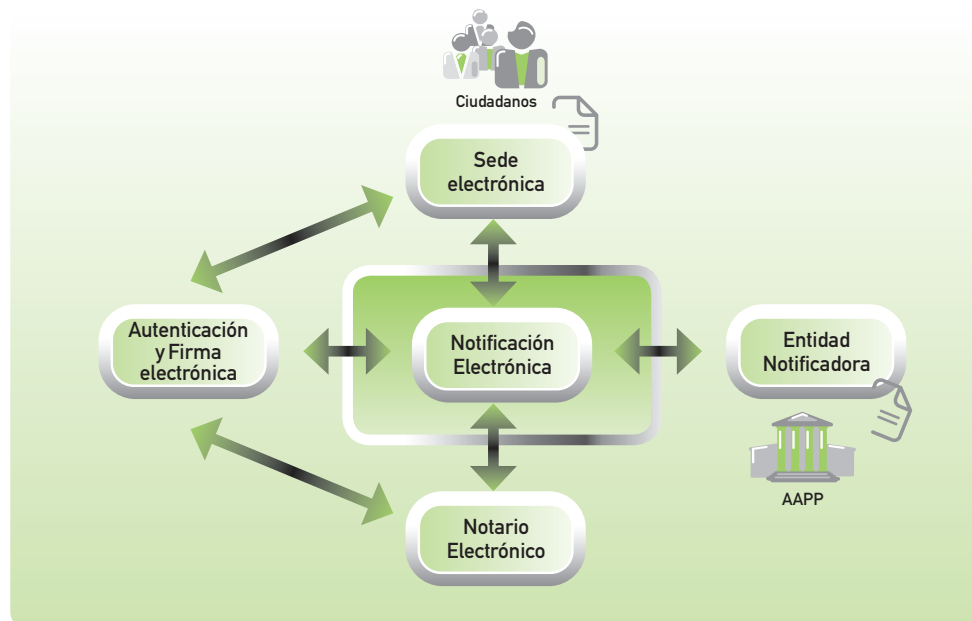 Ciudadanos
Sede
electrónica
Autenticación
y Firma
electrónica
Notificación
Electrónica
Entidad
Notificadora
AAPP
Notario
Electrónico